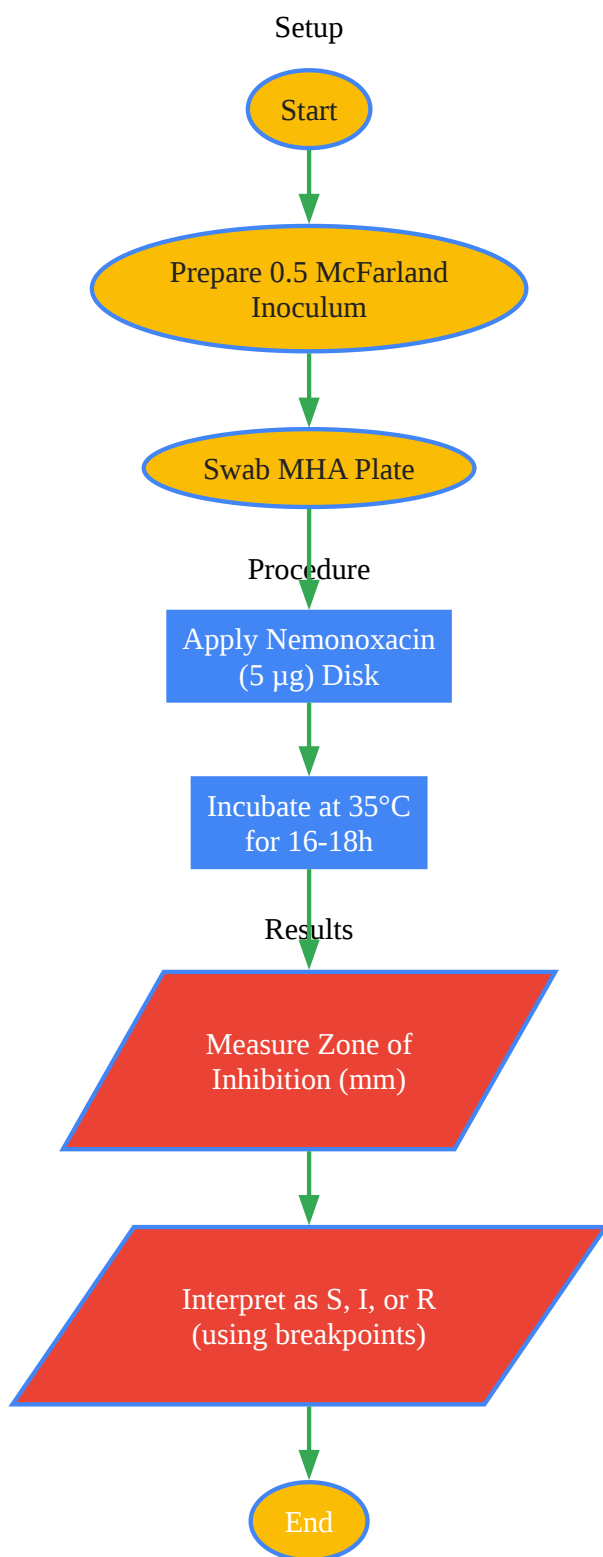 Setup
Start
Prepare 0.5 McFarland
Inoculum
Swab MHA Plate
Procedure
Apply Nemonoxacin
(5 µg) Disk
Incubate at 35°C
for 16-18h
Results
Measure Zone of
Inhibition (mm)
Interpret as S, I, or R
(using breakpoints)
End